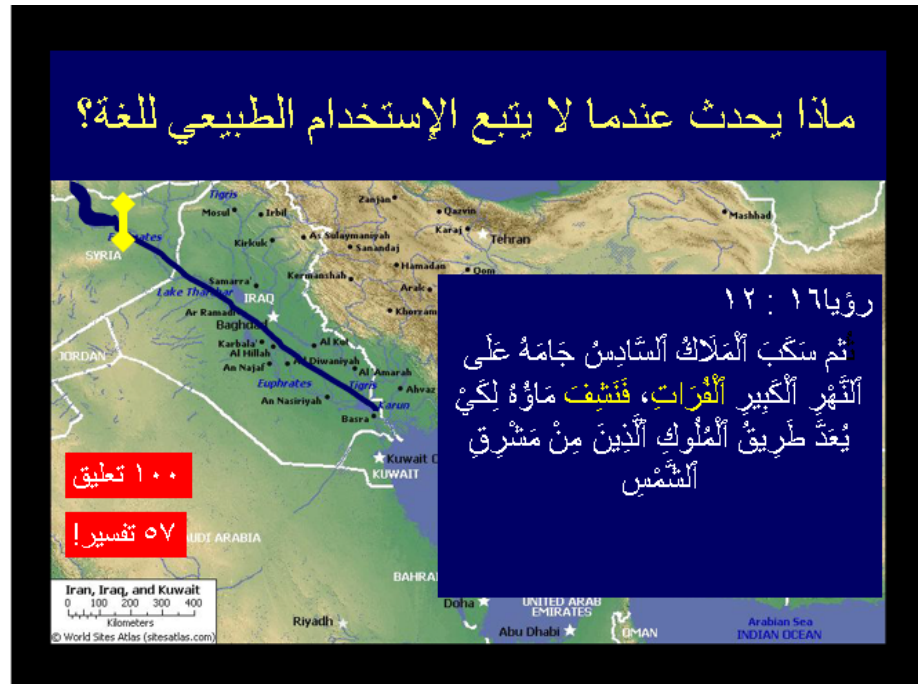 ماذا يحدث عندما لا يتبع الإستخدام الطبيعي للغة؟
Tigris
Mosul
Irbil
Zanjan
Qazvin
Karaj
Tehran
Mashhad
Kirkuk
As Sulaymaniyah
Sanandaj
SYRIA
Hamadan
Qom
Kermanshah
Arak
Samarra'
Lake Tharthar
IRAQ
Ar Ramadi
Baghdad
Khorram
Karbala'
Al Kut
Al Hillah
An Najaf
Ad Diwaniyah
Al 'Amarah
JORDAN
Euphrates
Tigris
Ahvaz
An Nasiriyah
Karun
Basra
Kuwait C
KUWAIT
رؤيا١٦ : ١٢
ثم سَكَبَ ٱلْمَلَاكُ ٱلسَّادِسُ جَامَهُ عَلَى
ٱلنَّهْرِ ٱلْكَبِيرِ ٱلْفُرَاتِ، فَنَشِفَ مَاؤُهُ لِكَيْ
يُعَدَّ طَرِيقُ ٱلْمُلُوكِ ٱلَّذِينَ مِنْ مَشْرِقِ
ٱلشَّمْسِ
١٠٠ تعليق
٥٧ تفسير!
UDI ARABIA
BAHRAI
Iran, Iraq, and Kuwait
0 100 200 300 400
Kilometers
© World Sites Atlas (sitesatlas.com)
Riyadh
Doha
UNITED ARAB
EMIRATES
Abu Dhabi
OMAN
Arabian Sea
INDIAN OCEAN